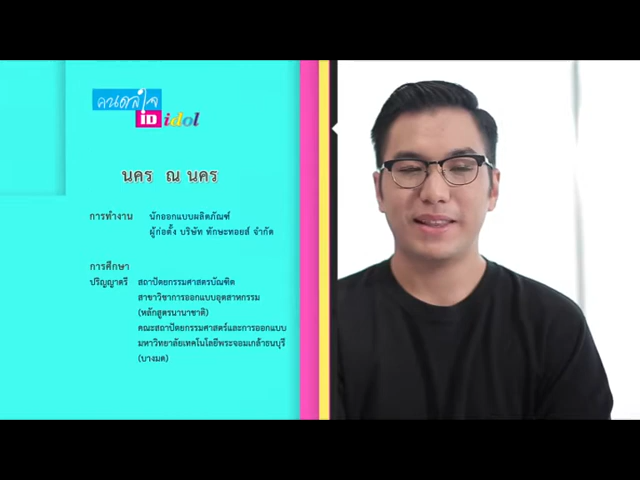 คนดลใจ
iD idol
นคร ณ นคร
การทำงาน นักออกแบบผลิตภัณฑ์
ผู้ก่อตั้ง บริษัท ทักษะทอยส์ จำกัด
การศึกษา
ปริญญาตรี สถาปัตยกรรมศาสตรบัณฑิต
สาขาวิชาการออกแบบอุตสาหกรรม
(หลักสูตรนานาชาติ)
คณะสถาปัตยกรรมศาสตร์และการออกแบบ
มหาวิทยาลัยเทคโนโลยีพระจอมเกล้าธนบุรี
(บางมด)